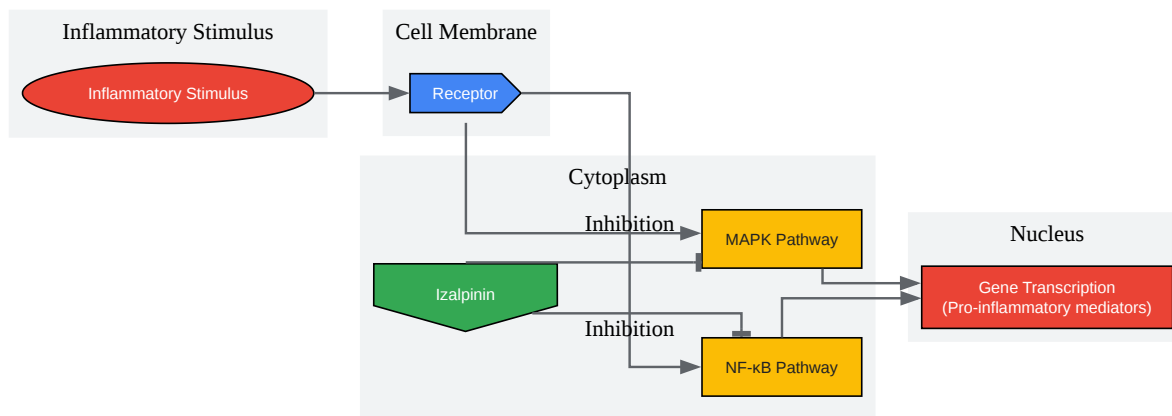 Inflammatory Stimulus
Cell Membrane
Inflammatory Stimulus
Receptor
Cytoplasm
Inhibition
MAPK Pathway
Nucleus
Izalpinin
Gene Transcription
(Pro-inflammatory mediators)
Inhibition
NF-κB Pathway